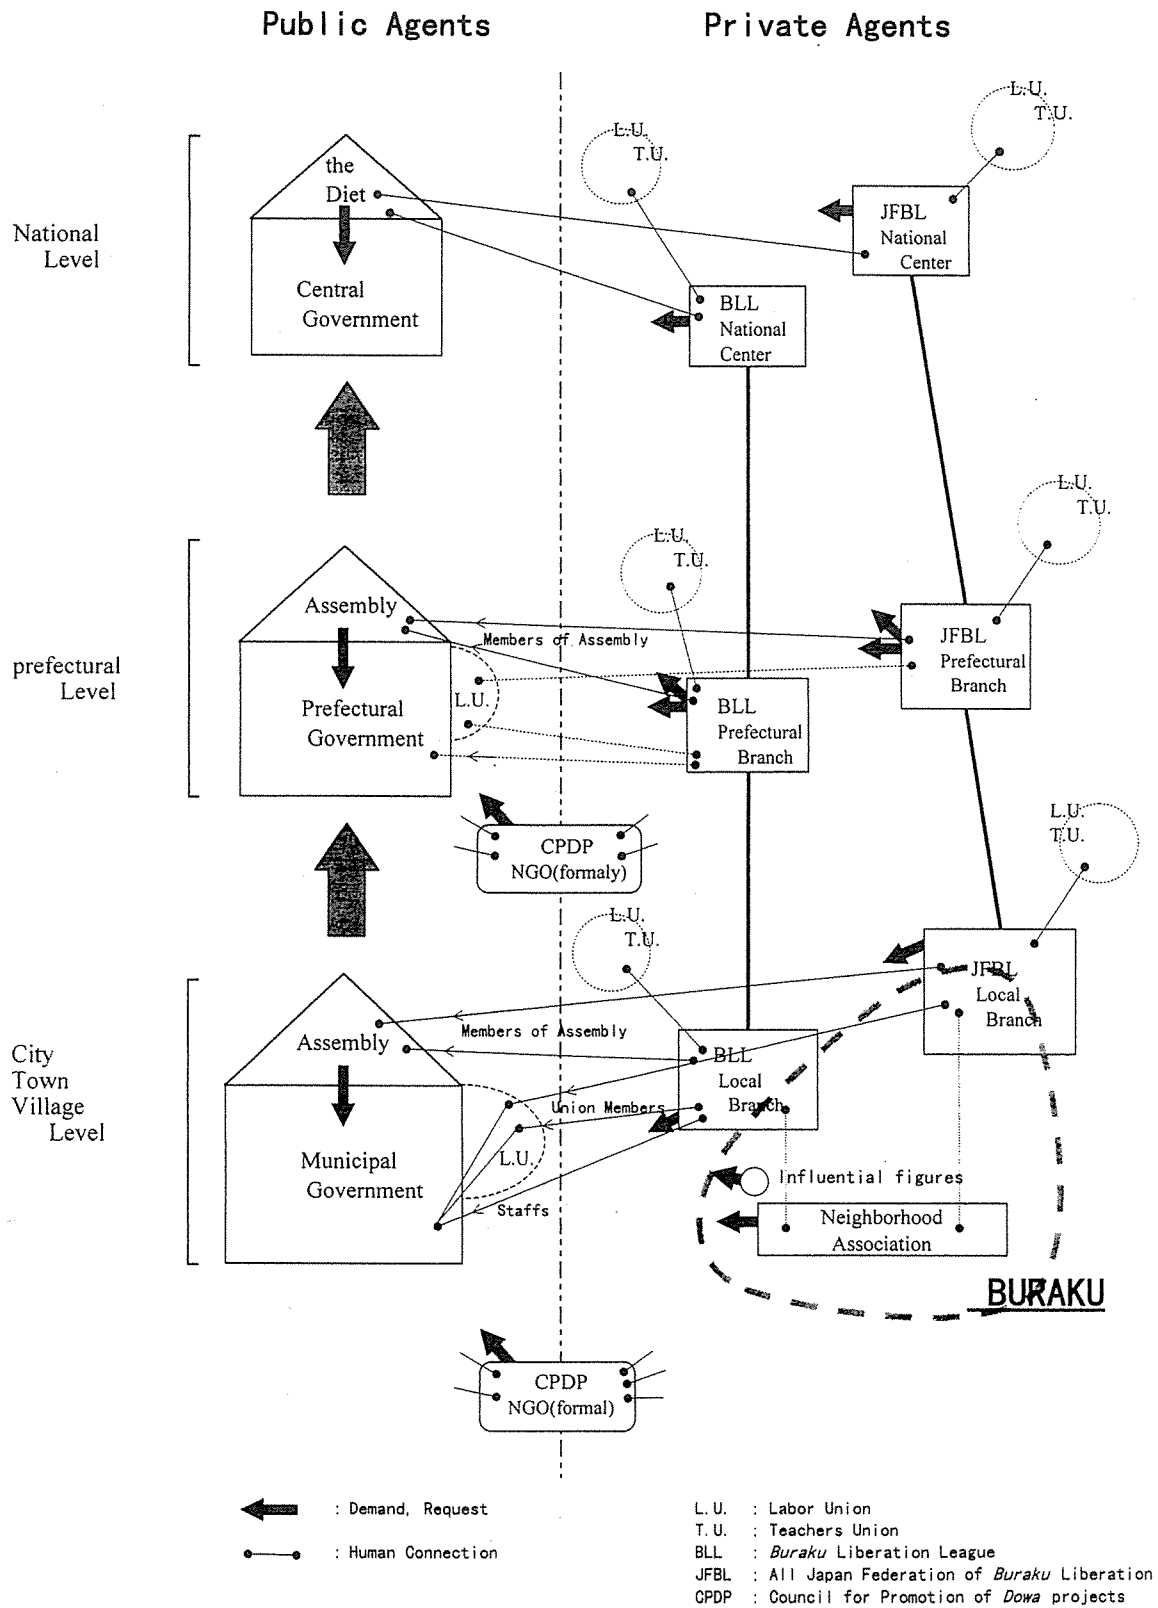 Public Agents
Private Agents
National
Level
the
Diet
Central
Government
L.U.
T.U.
L.U.
T.U.
JFBL
National
Center
BLL
National
Center
prefectural
Level
Assembly
Prefectural
Government
L.U.
Members of Assembly
L.U.
T.U.
L.U.
T.U.
JFBL
Prefectural
Branch
BLL
Prefectural
Branch
CPDP
NGO(formaly)
City
Town
Village
Level
Assembly
Municipal
Government
L.U.
Members of Assembly
Union Members
Staffs
L.U.
T.U.
L.U.
T.U.
JFBL
Local
Branch
BLL
Local
Branch
Influential figures
Neighborhood
Association
BURAKU
CPDP
NGO(formal)
: Demand, Request
: Human Connection
L.U. : Labor Union
T.U. : Teachers Union
BLL : Buraku Liberation League
JFBL : All Japan Federation of Buraku Liberation
CPDP : Council for Promotion of Dowa projects